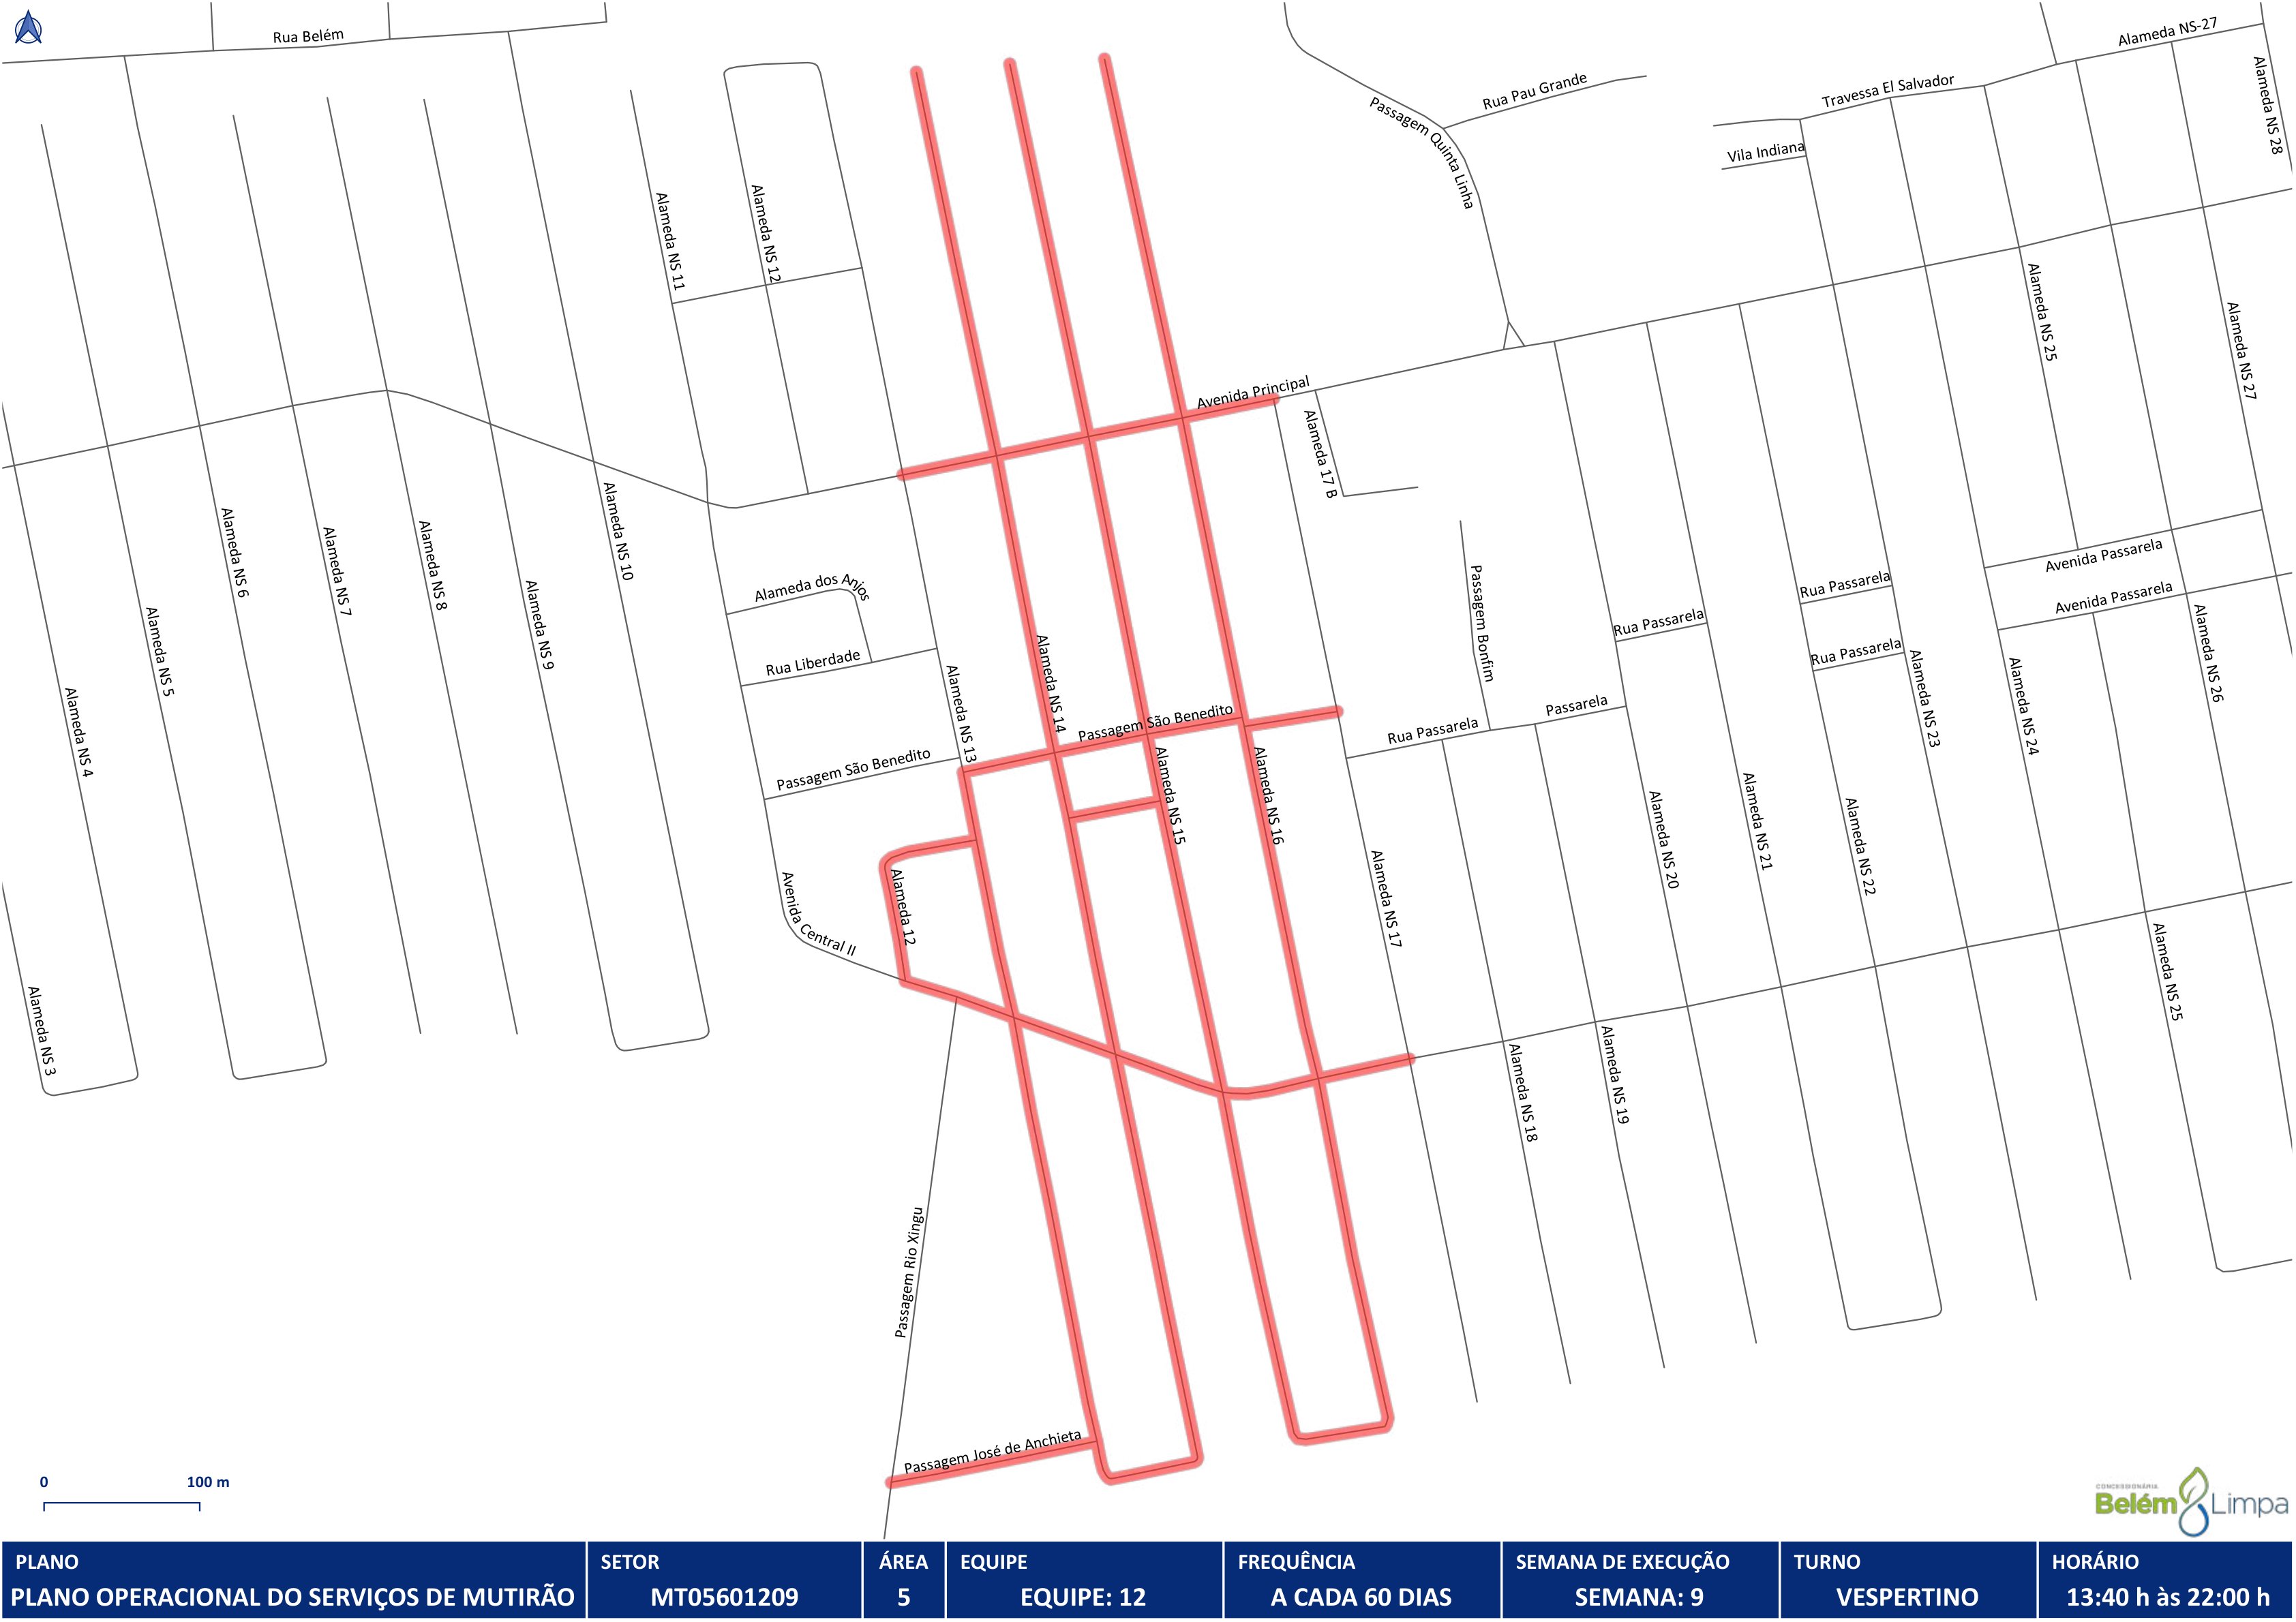 Rua Belém
Alameda NS-27
Alameda NS 28
Rua Pau Grande
Travessa El Salvador
Passagem Quinta Linha
Vila Indiana
Alameda NS 11
Alameda NS 12
Alameda NS 25
Alameda NS 27
Avenida Principal
Alameda 17 B
Alameda NS 6
Alameda NS 7
Alameda NS 8
Alameda NS 10
Alameda NS 9
Alameda NS 5
Alameda NS 4
Alameda NS 3
Alameda dos Anjos
Rua Liberdade
Alameda NS 13
Alameda NS 14
Passagem São Benedito
Passagem São Benedito
Alameda NS 15
Alameda NS 16
Passagem Bonfim
Rua Passarela
Passarela
Rua Passarela
Rua Passarela
Rua Passarela
Avenida Passarela
Avenida Passarela
Alameda NS 26
Alameda NS 24
Alameda NS 23
Alameda NS 22
Alameda NS 21
Alameda NS 20
Alameda NS 17
Alameda 12
Avenida Central II
Alameda NS 25
Alameda NS 18
Alameda NS 19
Passagem Rio Xingu
Passagem José de Anchieta
0 100 m
CONCESSIONÁRIA
Belém Limpa
PLANO
PLANO OPERACIONAL DO SERVIÇOS DE MUTIRÃO
SETOR
MT05601209
ÁREA
5
EQUIPE
EQUIPE: 12
FREQUÊNCIA
A CADA 60 DIAS
SEMANA DE EXECUÇÃO
SEMANA: 9
TURNO
VESPERTINO
HORÁRIO
13:40 h às 22:00 h